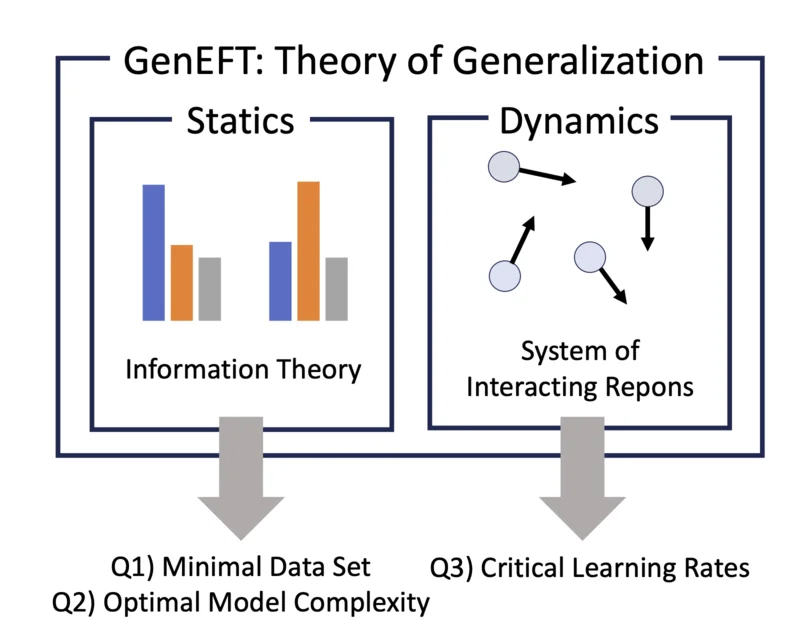 GenEFT: Theory of Generalization
Statics
Information Theory
Dynamics
System of
Interacting Repons
Q1) Minimal Data Set
Q2) Optimal Model Complexity
Q3) Critical Learning Rates